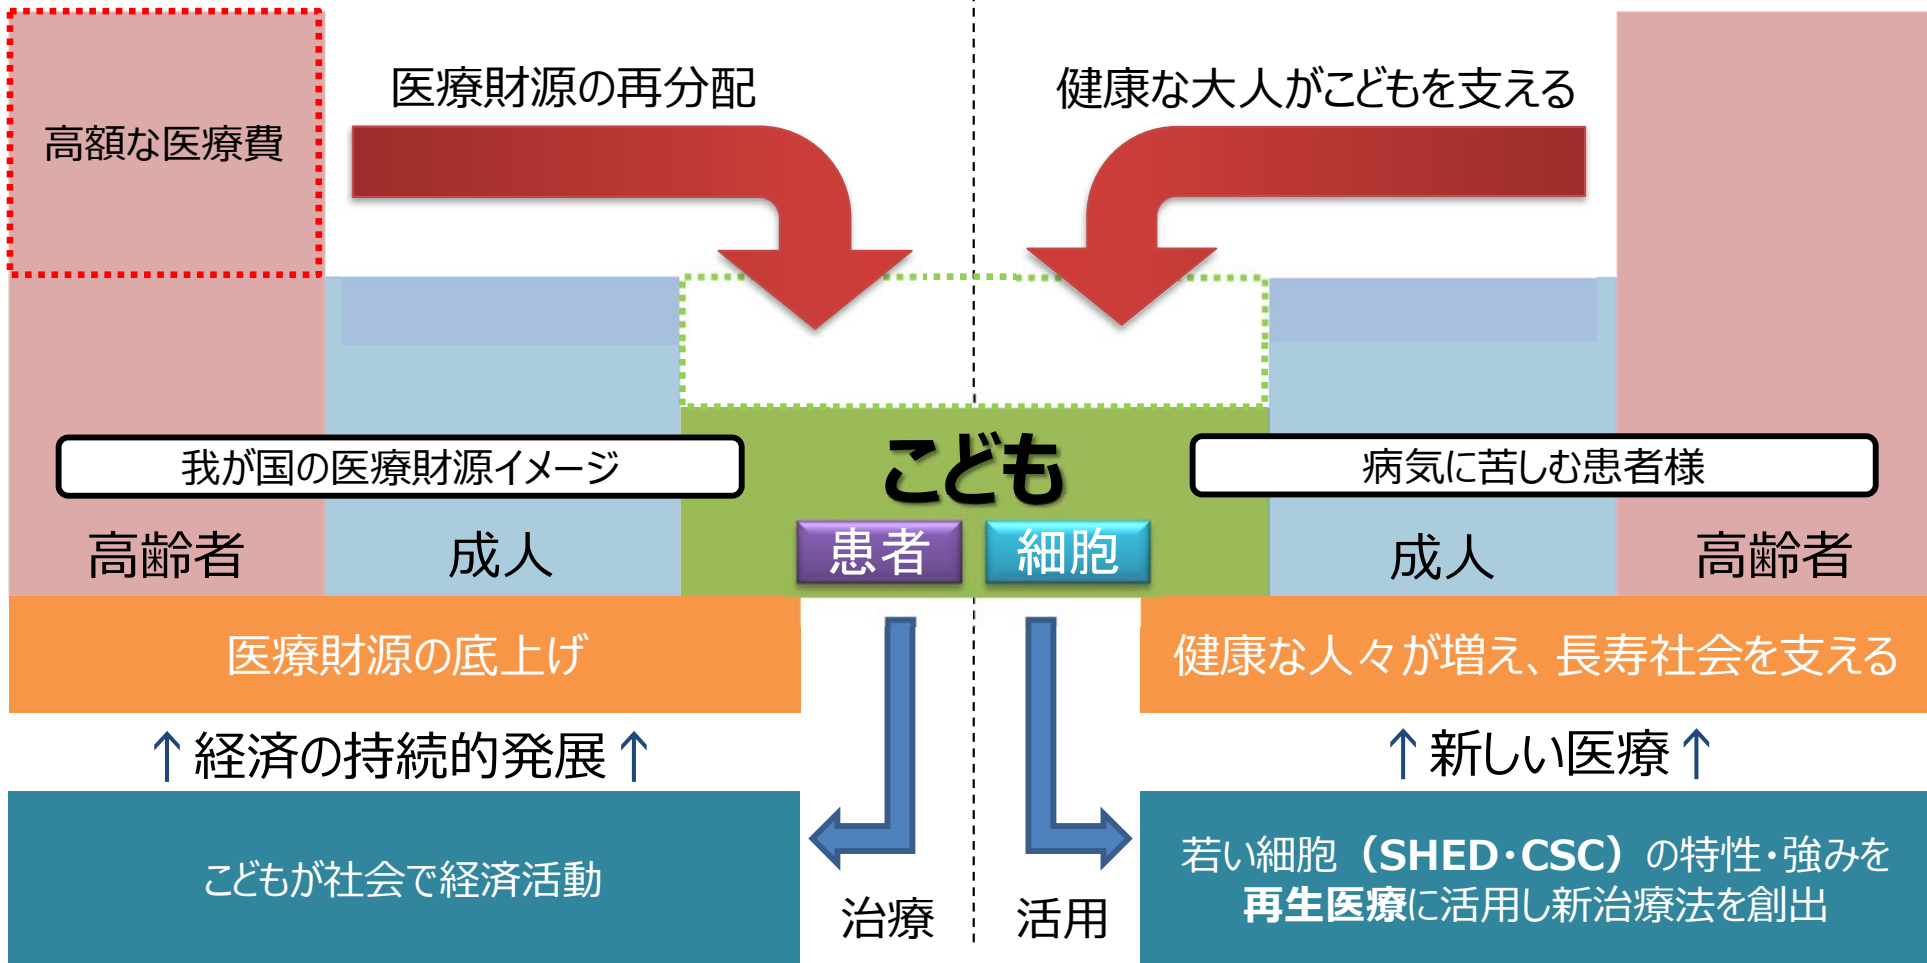 医療財源の再分配
健康な大人がこどもを支える
高額な医療費
こども
我が国の医療財源イメージ
病気に苦しむ患者様
高齢者
成人
患者
細胞
成人
高齢者
医療財源の底上げ
健康な人々が増え、長寿社会を支える
↑経済の持続的発展↑
↑新しい医療↑
こどもが社会で経済活動
若い細胞（SHED・CSC）の特性・強みを
再生医療に活用し新治療法を創出
治療
活用